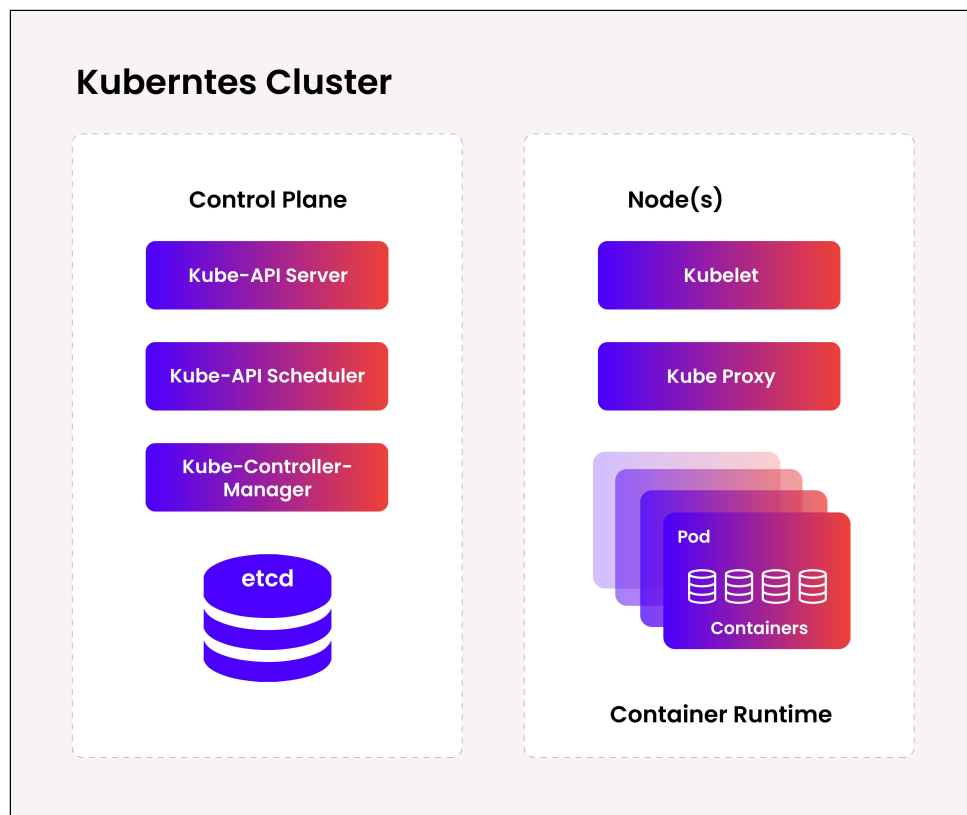 Kuberntes Cluster
Control Plane
Kube-API Server
Kube-API Scheduler
Kube-Controller-
Manager
etcd
Node(s)
Kubelet
Kube Proxy
Pod
Containers
Container Runtime